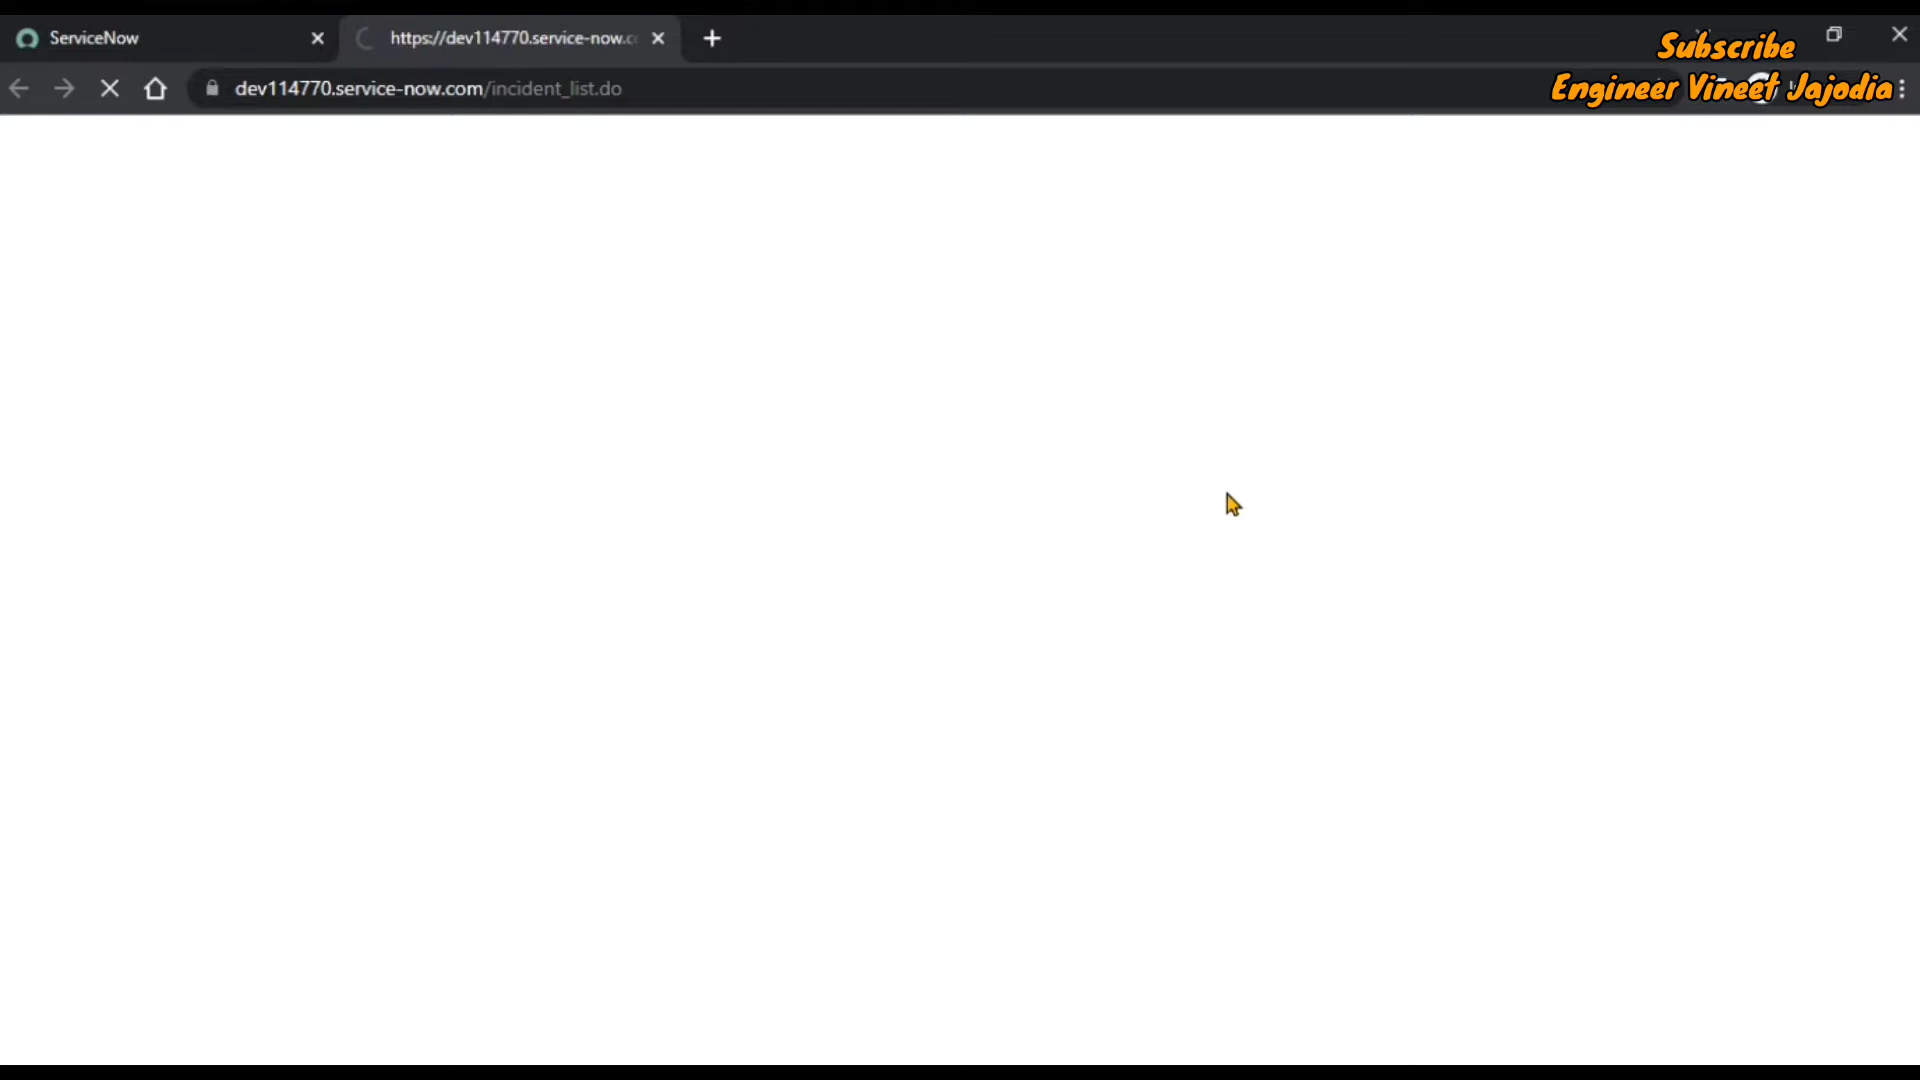 ServiceNow
https://dev114770.service-now.c
Subscribe
dev114770.service-now.com/incident_list.do
Engineer Vineet Jajodia